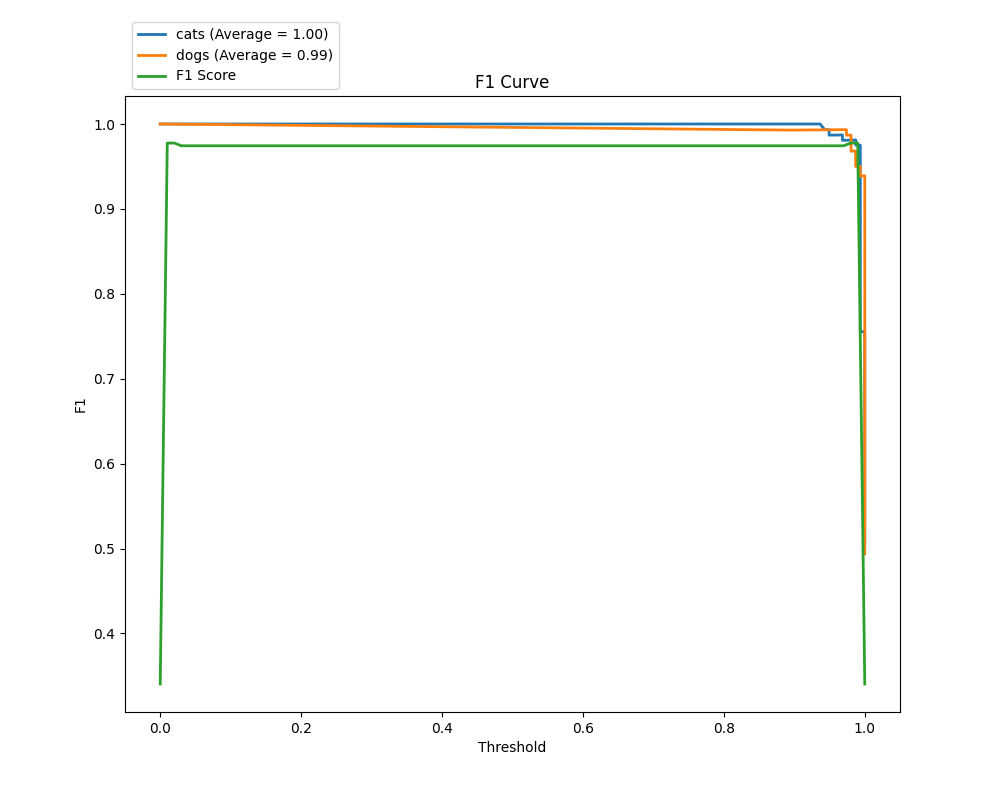 cats (Average = 1.00)
dogs (Average = 0.99)
F1 Score
F1 Curve
1.0
0.9
0.8
0.7
0.6
0.5
0.4
F1
0.0 0.2 0.4 0.6 0.8 1.0
Threshold